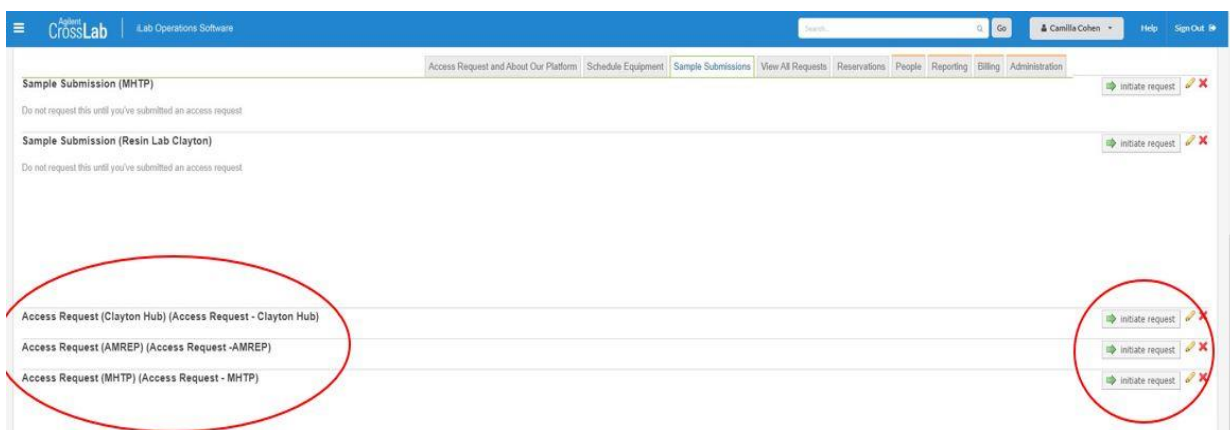 Agilent
CrossLab
iLab Operations Software
Search...
Go
Camilla Cohen
Help
Sign Out
Access Request and About Our Platform
Schedule Equipment
Sample Submissions
View All Requests
Reservations
People
Reporting
Billing
Administration
Sample Submission (MHTP)
initiate request
Do not request this until you've submitted an access request
Sample Submission (Resin Lab Clayton)
initiate request
Do not request this until you've submitted an access request
Access Request (Clayton Hub) (Access Request - Clayton Hub)
initiate request
Access Request (AMREP) (Access Request -AMREP)
initiate request
Access Request (MHTP) (Access Request - MHTP)
initiate request